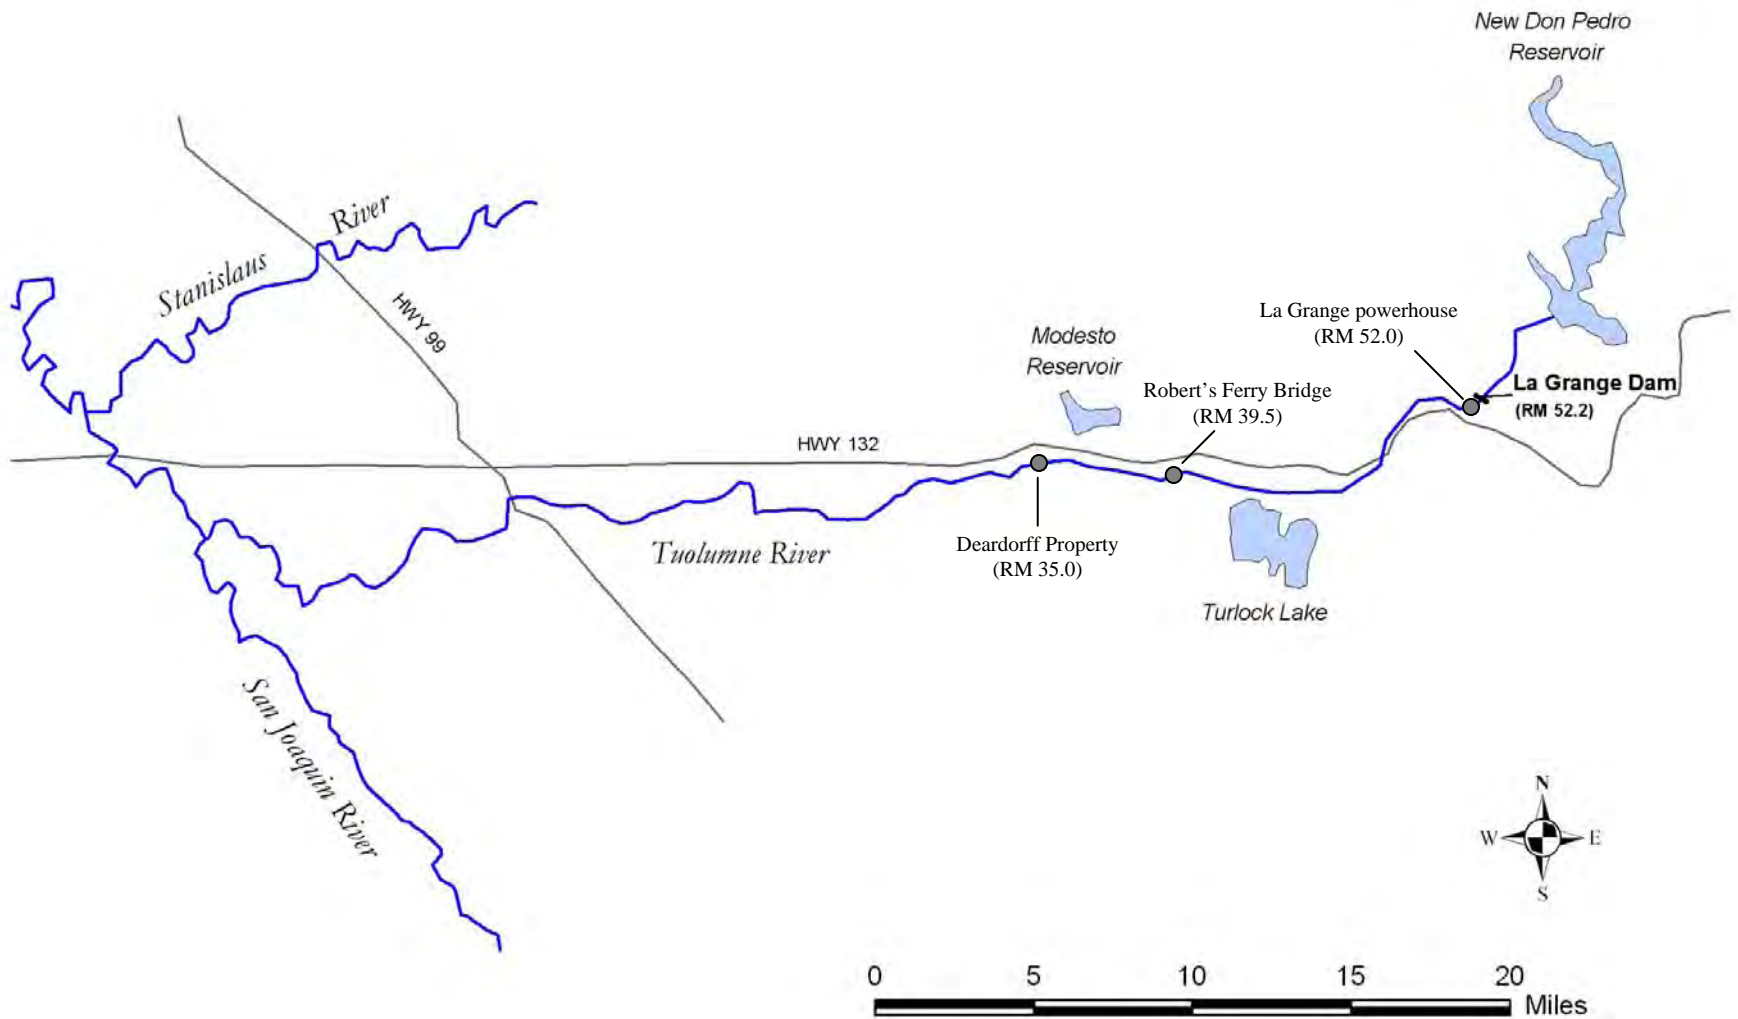 New Don Pedro
Reservoir
River
Stanislaus
HWY 99
La Grange powerhouse
(RM 52.0)
Modesto
Reservoir
La Grange Dam
(RM 52.2)
Robert's Ferry Bridge
(RM 39.5)
HWY 132
Tuolumne River
Deardorff Property
(RM 35.0)
Turlock Lake
San Joaquin River
N
W
E
S
0 5 10 15 20
Miles